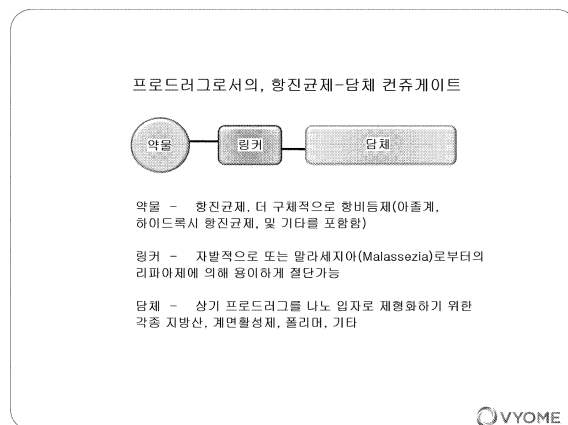 프로드러그로서의, 항진균제-담체 컨쥬게이트
약물 링커 담체
약물 – 항진균제, 더 구체적으로 항비듬제(아졸계,
하이드록시 항진균제, 및 기타를 포함함)
링커 – 자발적으로 또는 말라세지아(Malassezia)로부터의
리파아제에 의해 용이하게 절단가능
담체 – 상기 프로드러그를 나노 입자로 제형화하기 위한
각종 지방산, 계면활성제, 폴리머, 기타
VYOME